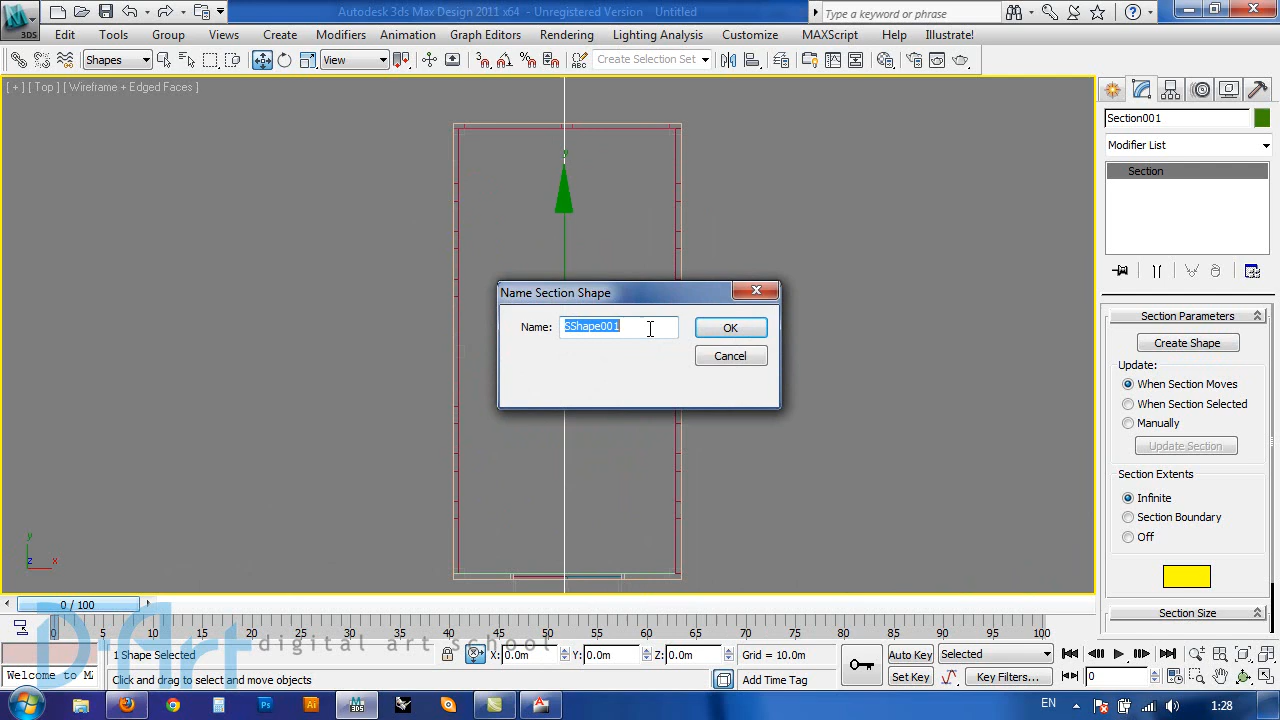 Autodesk 3ds Max Design 2011 x64 - Unregistered Version Untitled
Type a keyword or phrase
3DS
Edit Tools Group Views Create Modifiers Animation Graph Editors Rendering Lighting Analysis Customize MAXScript Help Illustrate!
Shapes View Create Selection Set
[ + ] [ Top ] [ Wireframe + Edged Faces ]
Section001
Modifier List
Section
y
Name Section Shape
Name: SShape001 OK
Cancel
Section Parameters
Create Shape
Update:
When Section Moves
When Section Selected
Manually
Update Section
Section Extents
Infinite
Section Boundary
Off
Section Size
y
z x
0 / 100
0 5 10 15 20 25 30 35 40 45 50 55 60 65 70 75 80 85 90 95 100
D-Art digital art school
1 Shape Selected X: 0.0m Y: 0.0m Z: 0.0m Grid = 10.0m Auto Key Selected
Welcome to M Click and drag to select and move objects Add Time Tag Set Key Key Filters... 0
Ps Ai 3DS EN 1:28